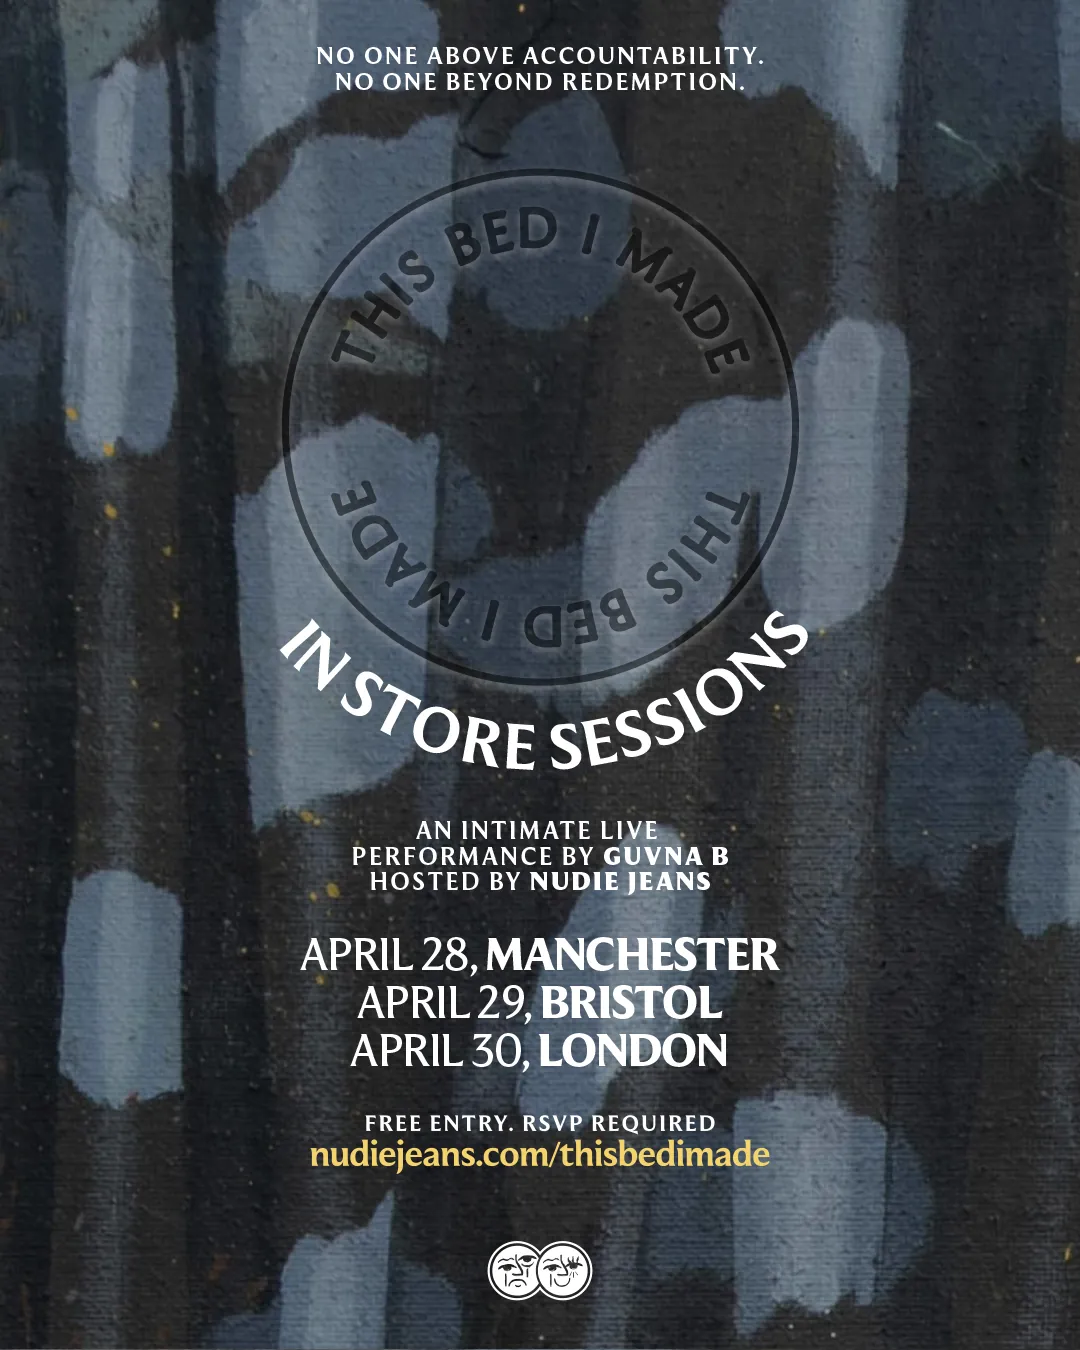 NO ONE ABOVE ACCOUNTABILITY.
NO ONE BEYOND REDEMPTION.
THIS BED I MADE
THIS BED I MADE
IN STORE SESSIONS
AN INTIMATE LIVE
PERFORMANCE BY GUVNA B
HOSTED BY NUDIE JEANS
APRIL 28, MANCHESTER
APRIL 29, BRISTOL
APRIL 30, LONDON
FREE ENTRY. RSVP REQUIRED
nudiejeans.com/thisbedimade